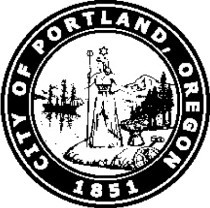 CITY OF PORTLAND, OREGON
1851